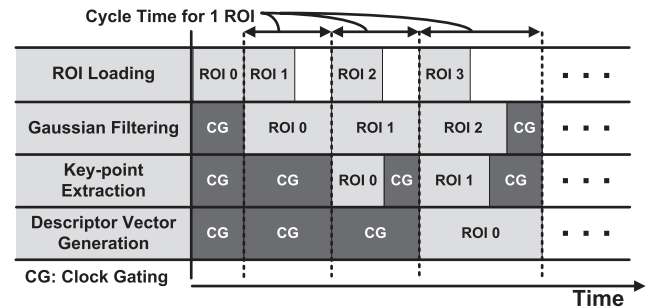 Cycle Time for 1 ROI
ROI Loading ROI 0 ROI 1 ROI 2 ROI 3
Gaussian Filtering CG ROI 0 ROI 1 ROI 2 CG
Key-point
Extraction CG CG ROI 0 CG ROI 1 CG
Descriptor Vector
Generation CG CG CG ROI 0
CG: Clock Gating
Time